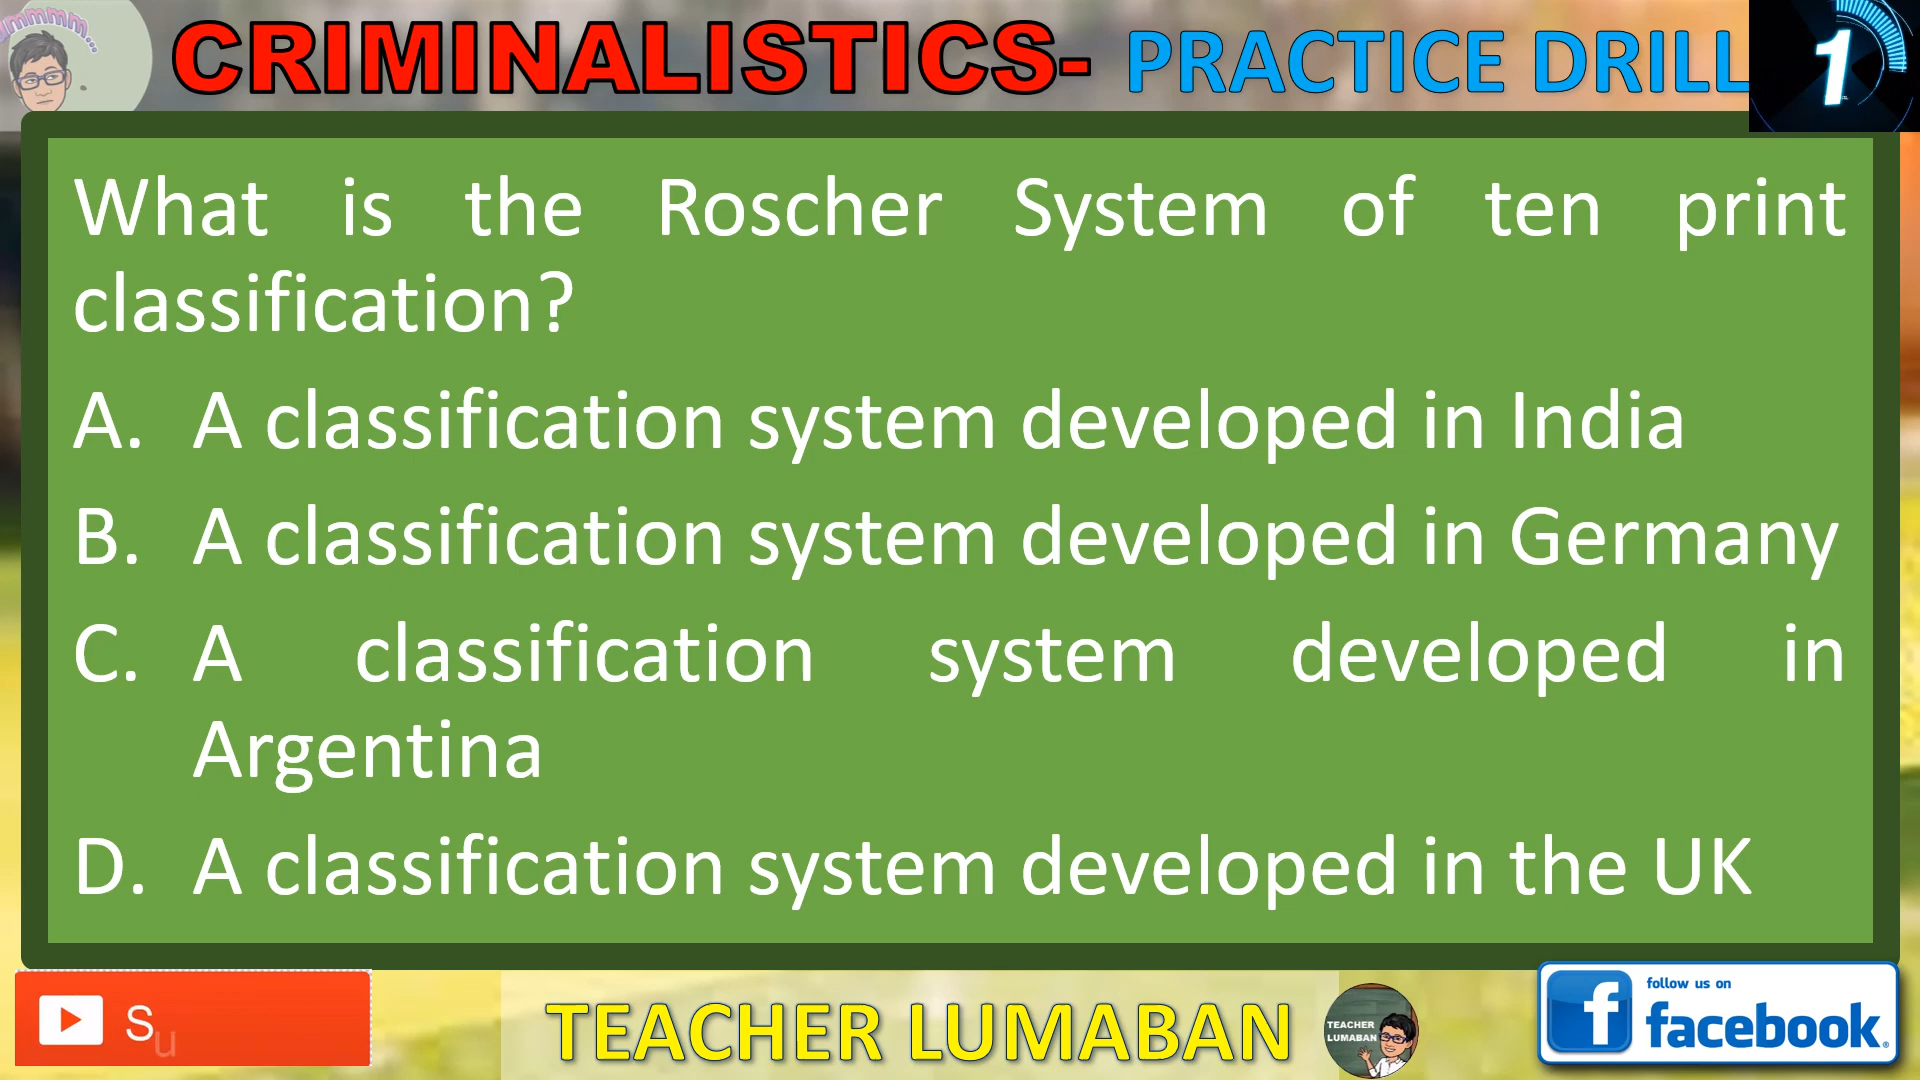 ummmm...
CRIMINALISTICS- PRACTICE DRILL
1
What is the Roscher System of ten print
classification?
A. A classification system developed in India
B. A classification system developed in Germany
C. A classification system developed in
Argentina
D. A classification system developed in the UK
Su
TEACHER LUMABAN
TEACHER
LUMABAN
follow us on
facebook